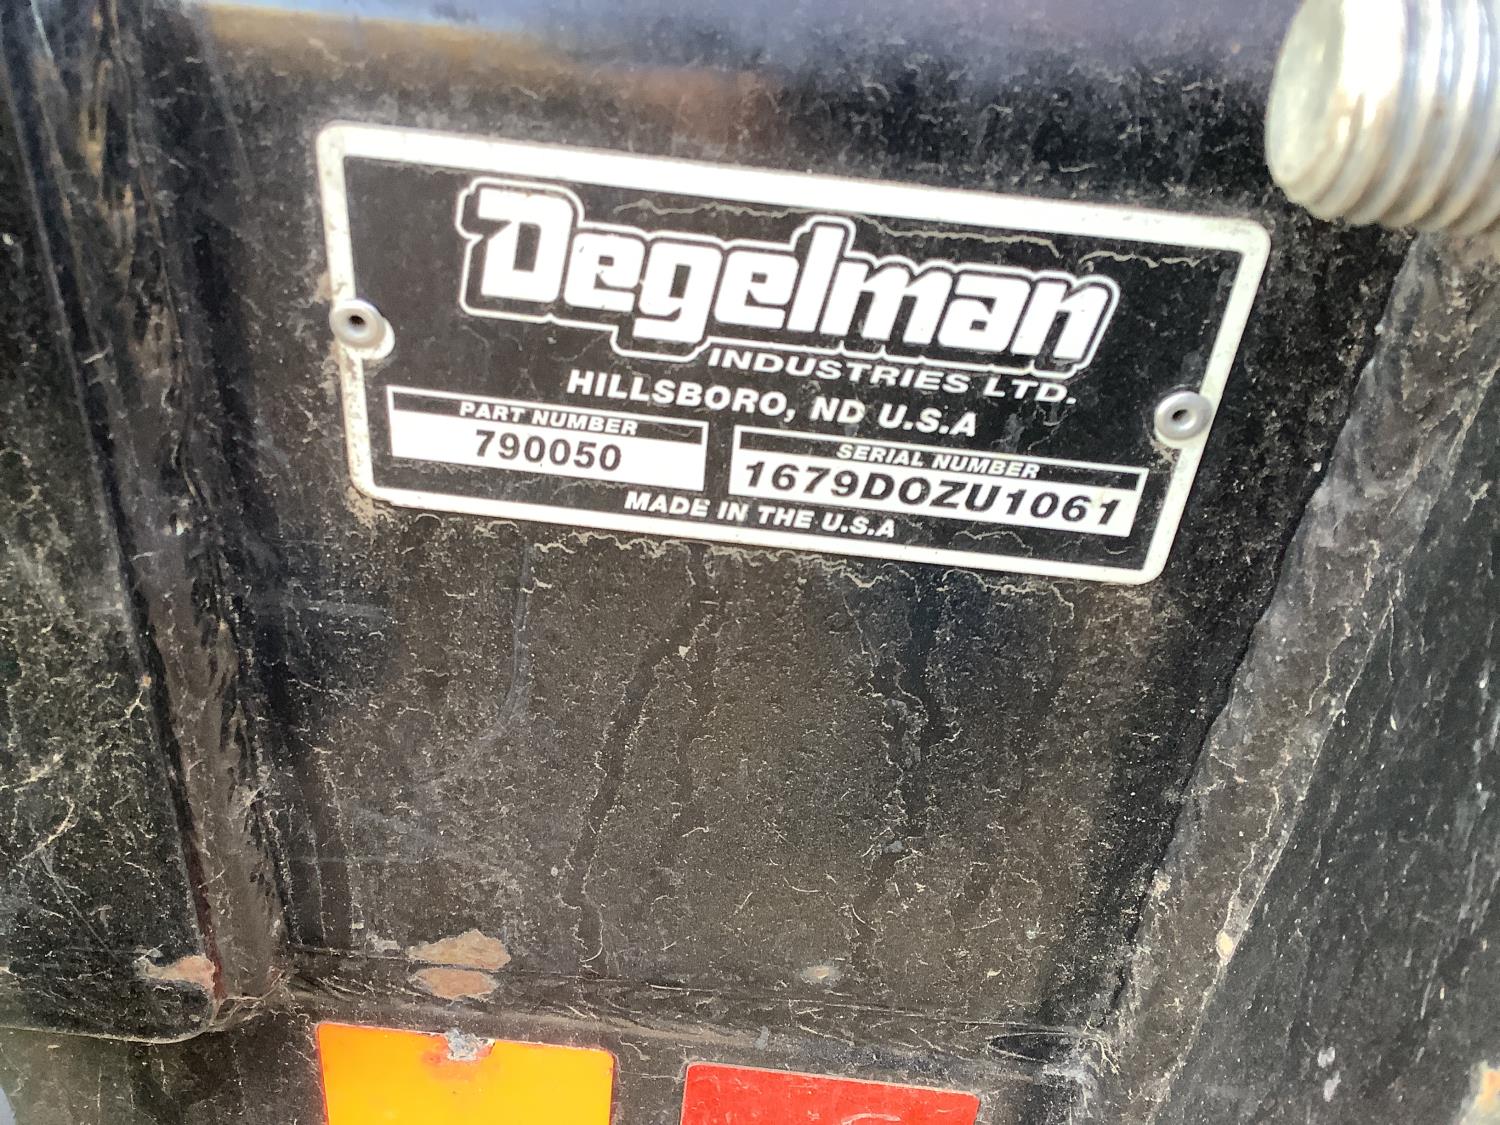 Degelman
INDUSTRIES LTD.
HILLSBORO, ND U.S.A
PART NUMBER
790050
SERIAL NUMBER
1679DOZU1061
MADE IN THE U.S.A